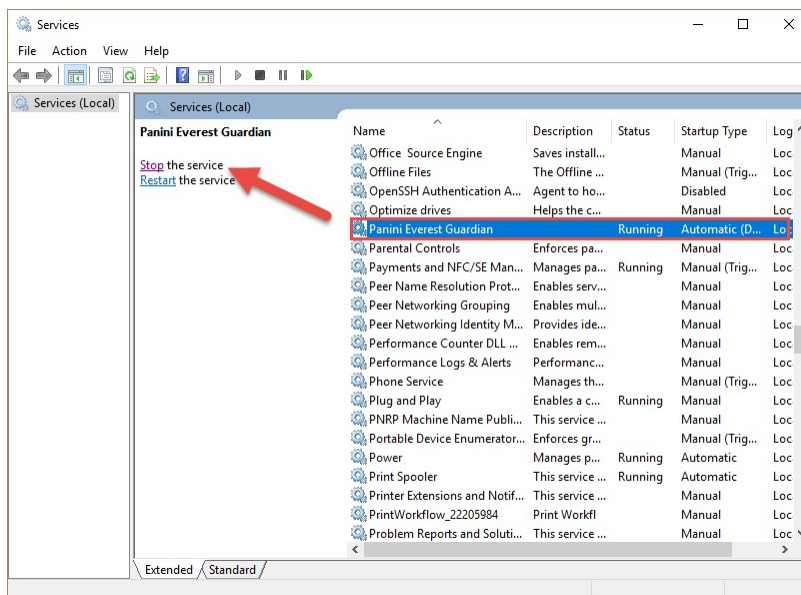 Services
File Action View Help
Services (Local)
Services (Local)
Panini Everest Guardian
Stop the service
Restart the service
Name Description Status Startup Type Log
Office Source Engine Saves install... Manual Loc
Offline Files The Offline ... Manual (Trig... Loc
OpenSSH Authentication A... Agent to ho... Disabled Loc
Optimize drives Helps the c... Manual Loc
Panini Everest Guardian Running Automatic (D... Loc
Parental Controls Enforces pa... Manual Loc
Payments and NFC/SE Man... Manages pa... Running Manual (Trig... Loc
Peer Name Resolution Prot... Enables serv... Manual Loc
Peer Networking Grouping Enables mul... Manual Loc
Peer Networking Identity M... Provides ide... Manual Loc
Performance Counter DLL ... Enables rem... Manual Loc
Performance Logs & Alerts Performanc... Manual Loc
Phone Service Manages th... Manual (Trig... Loc
Plug and Play Enables a c... Running Manual Loc
PNRP Machine Name Publi... This service ... Manual Loc
Portable Device Enumerator... Enforces gr... Manual (Trig... Loc
Power Manages p... Running Automatic Loc
Print Spooler This service ... Running Automatic Loc
Printer Extensions and Notif... This service ... Manual Loc
PrintWorkflow_22205984 Print Workfl Manual Loc
Problem Reports and Soluti... This service ... Manual Loc
Extended Standard